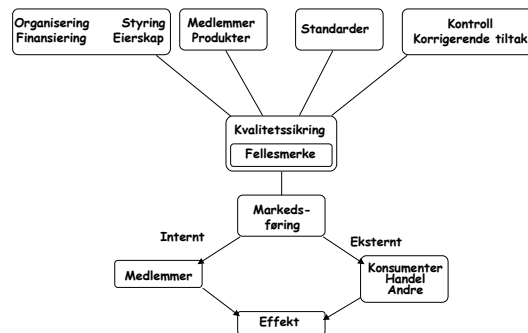 Organisering Styring
Finansiering Eierskap
Medlemmer
Produkter
Standarder
Kontroll
Korrigerende tiltak
Kvalitetssikring
Fellesmerke
Markeds-
føring
Internt
Eksternt
Medlemmer
Konsumenter
Handel
Andre
Effekt